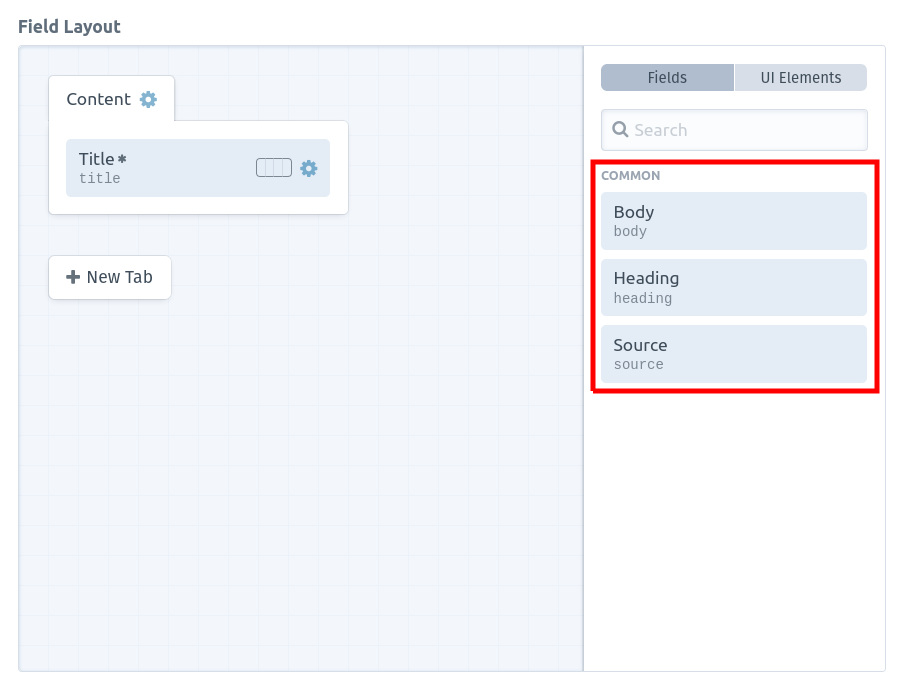 Field Layout
Content
Title*
title
+ New Tab
Fields
UI Elements
Search
COMMON
Body
body
Heading
heading
Source
source